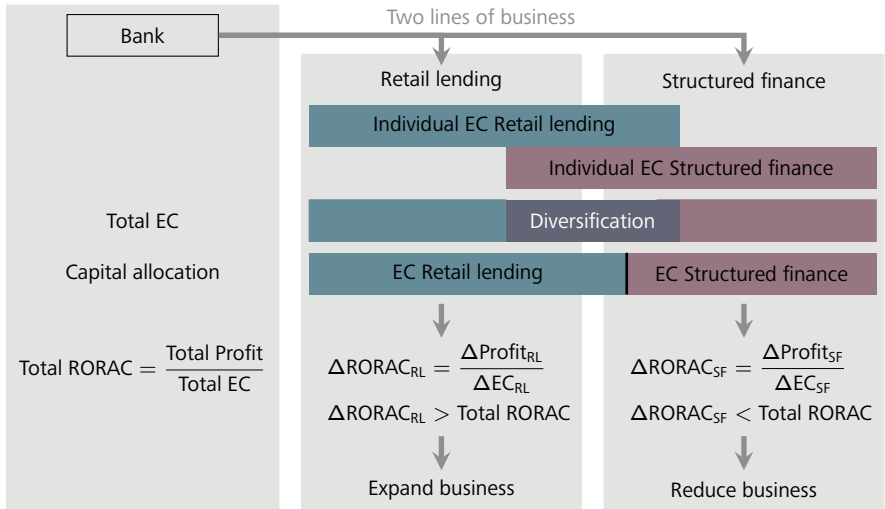 Two lines of business
Bank
Retail lending
Structured finance
Individual EC Retail lending
Individual EC Structured finance
Total EC
Diversification
Capital allocation
EC Retail lending
EC Structured finance
Total RORAC = Total Profit / Total EC
ΔRORAC_RL = ΔProfit_RL / ΔEC_RL
ΔRORAC_SF = ΔProfit_SF / ΔEC_SF
ΔRORAC_RL > Total RORAC
ΔRORAC_SF < Total RORAC
Expand business
Reduce business